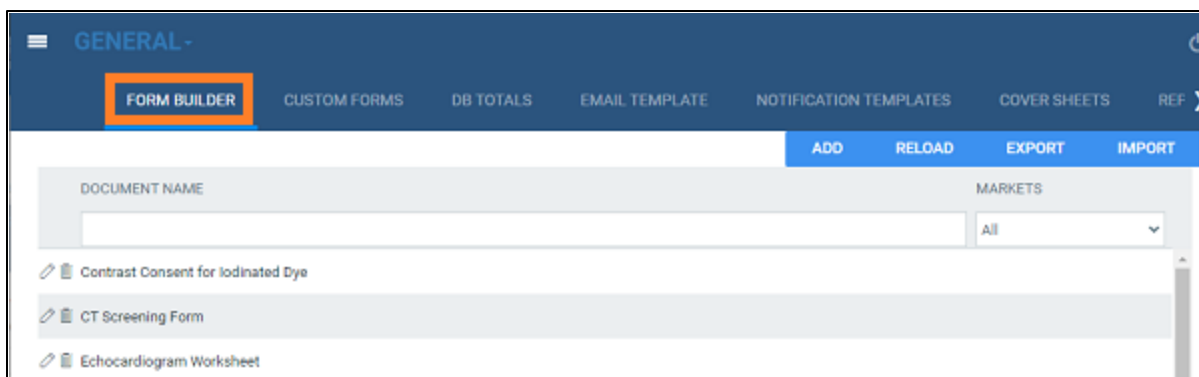 GENERAL
FORM BUILDER CUSTOM FORMS DB TOTALS EMAIL TEMPLATE NOTIFICATION TEMPLATES COVER SHEETS REF
ADD RELOAD EXPORT IMPORT
DOCUMENT NAME MARKETS
All
Contrast Consent for Iodinated Dye
CT Screening Form
Echocardiogram Worksheet